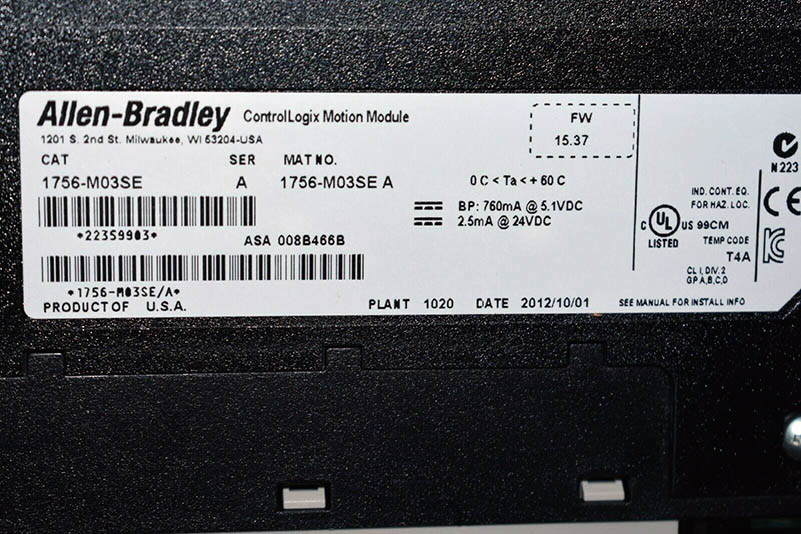 Allen-Bradley ControlLogix Motion Module
1201 S. 2nd St. Milwaukee, WI 53204-USA
CAT SER MAT NO.
1756-M03SE A 1756-M03SE A
*22359903*
ASA 008B466B
*1756-M03SE/A*
PRODUCT OF U.S.A.
PLANT 1020 DATE 2012/10/01
FW
15.37
0 C < Ta < + 60 C
BP: 760mA @ 5.1VDC
2.5mA @ 24VDC
SEE MANUAL FOR INSTALL INFO
N223
IND. CONT. EQ.
FOR HAZ. LOC.
C UL US 99CM
LISTED
TEMP CODE
T4A
CL I, DIV. 2
GP A,B,C,D
CE
KC